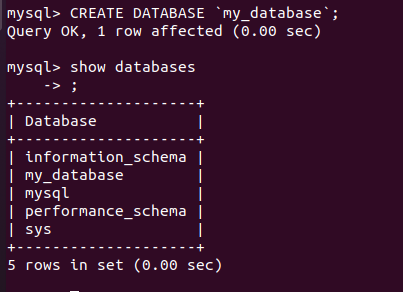 mysql> CREATE DATABASE `my_database`;
Query OK, 1 row affected (0.00 sec)
mysql> show databases
    -> ;
+--------------------+
| Database           |
+--------------------+
| information_schema |
| my_database        |
| mysql              |
| performance_schema |
| sys                |
+--------------------+
5 rows in set (0.00 sec)